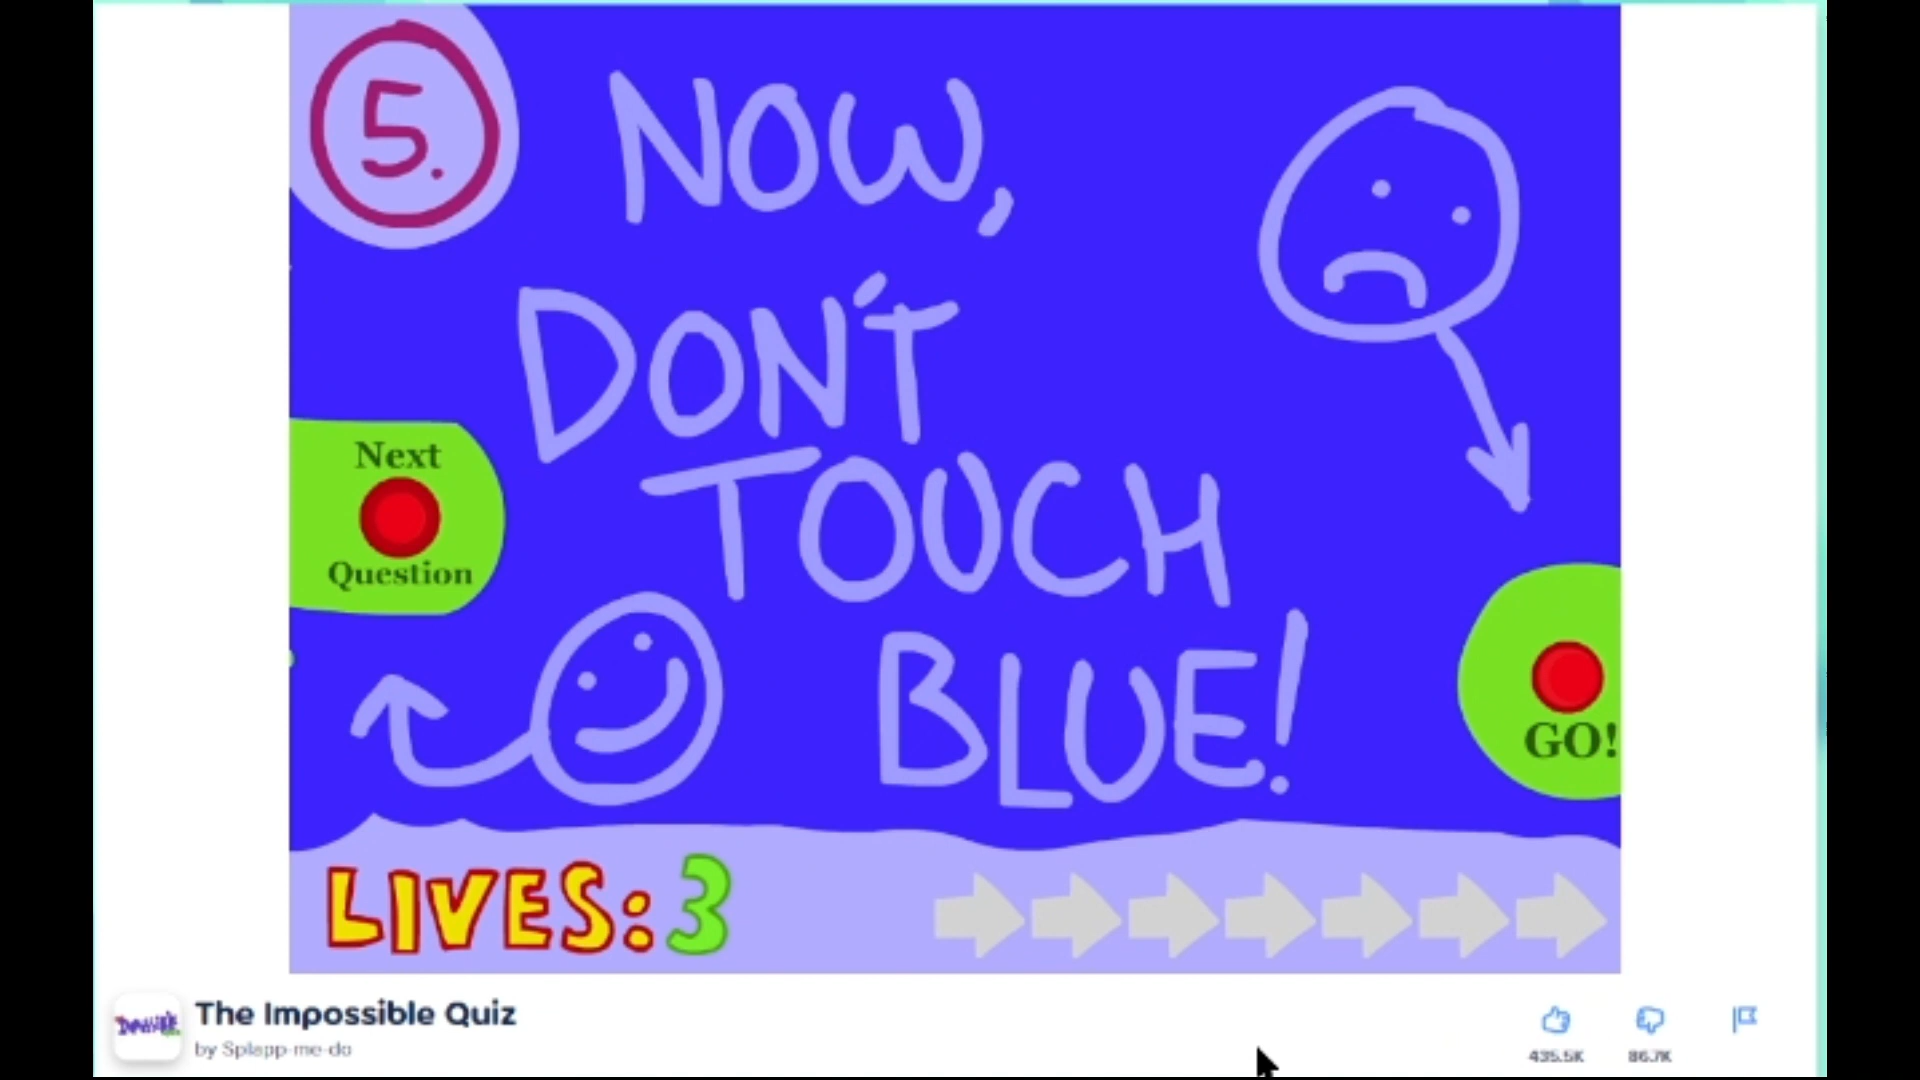 5.
NOW,
DON'T
TOUCH
BLUE!
Next
Question
GO!
LIVES: 3
IMPOSSIBLE
The Impossible Quiz
by Splapp-me-do
435.5K
86.7K